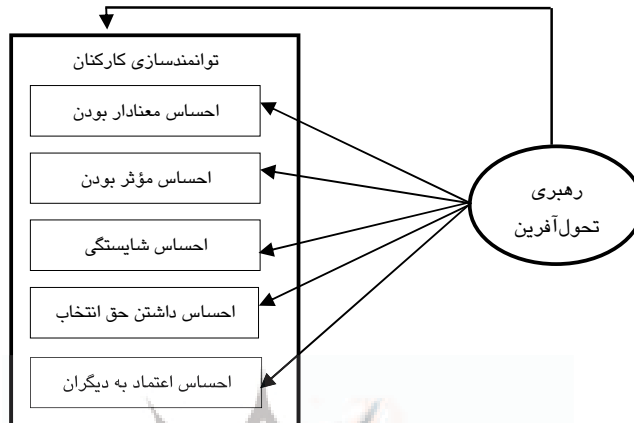 توانمندسازی کارکنان
احساس معنادار بودن
احساس مؤثر بودن
احساس شایستگی
احساس داشتن حق انتخاب
احساس اعتماد به دیگران
رهبری
تحول‌آفرین